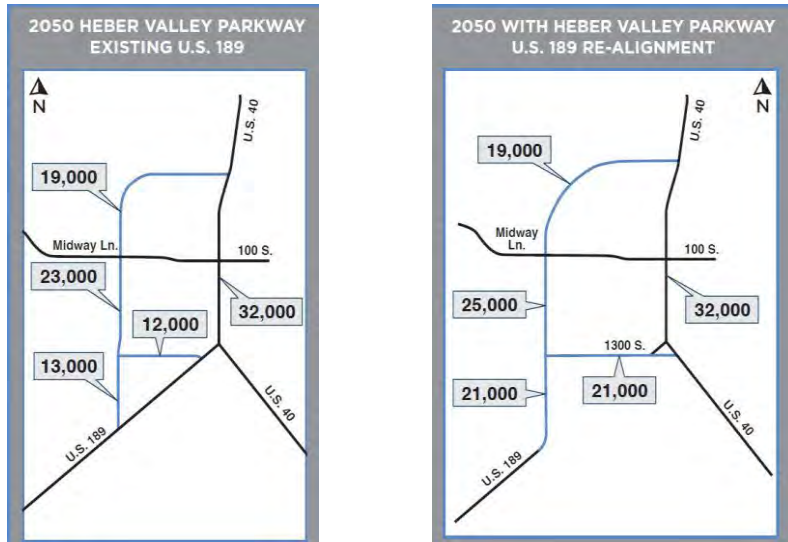 2050 HEBER VALLEY PARKWAY
EXISTING U.S. 189
N
U.S. 40
19,000
Midway Ln.
100 S.
23,000
32,000
12,000
13,000
U.S. 189
U.S. 40
2050 WITH HEBER VALLEY PARKWAY
U.S. 189 RE-ALIGNMENT
N
U.S. 40
19,000
Midway
Ln.
100 S.
25,000
32,000
1300 S.
21,000
21,000
U.S. 189
U.S. 40